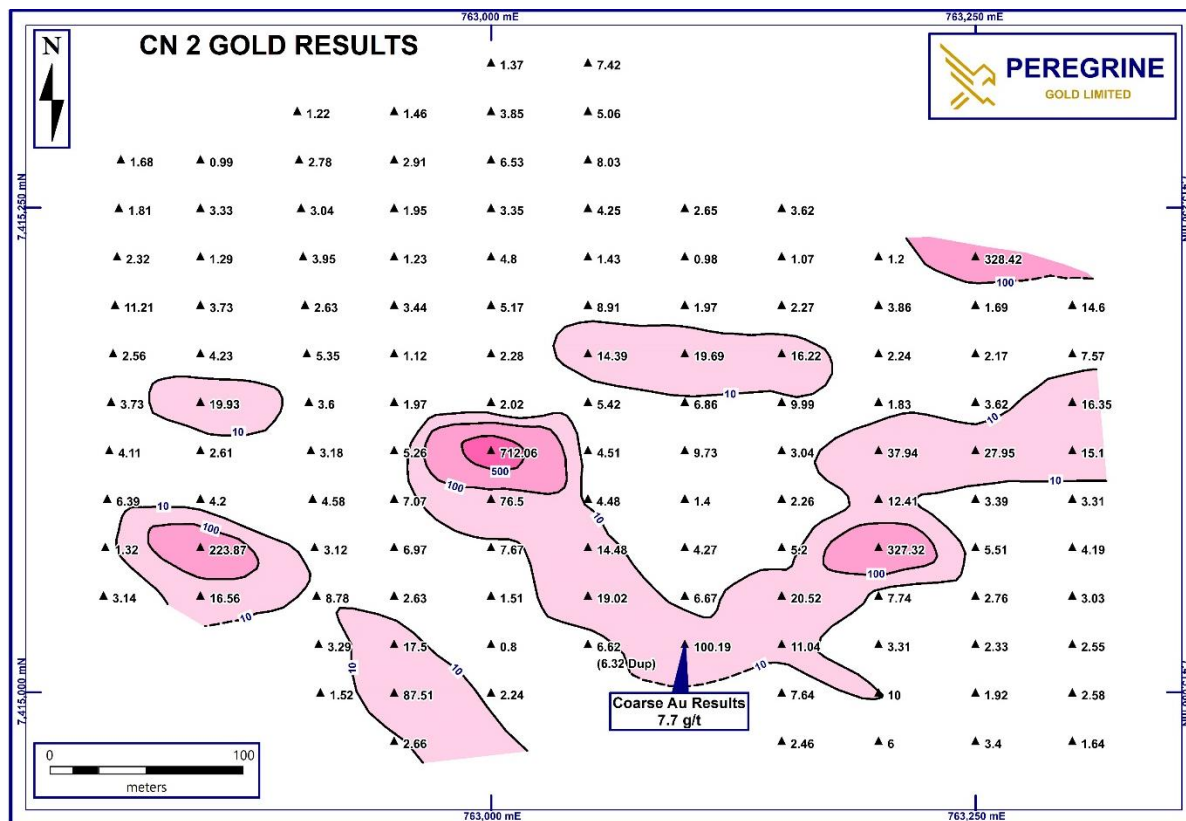 763,000 mE 763,250 mE
N
CN 2 GOLD RESULTS
PEREGRINE
GOLD LIMITED
1.37 7.42
1.22 1.46 3.85 5.06
1.68 0.99 2.78 2.91 6.53 8.03
7,415,250 mN
1.81 3.33 3.04 1.95 3.35 4.25 2.65 3.62
2.32 1.29 3.95 1.23 4.8 1.43 0.98 1.07 1.2 328.42
100
11.21 3.73 2.63 3.44 5.17 8.91 1.97 2.27 3.86 1.69 14.6
2.56 4.23 5.35 1.12 2.28 14.39 19.69 16.22 2.24 2.17 7.57
10
3.73 19.93 3.6 1.97 2.02 5.42 6.86 9.99 1.83 3.62 16.35
10 10
4.11 2.61 3.18 5.26 712.06 4.51 9.73 3.04 37.94 27.95 15.1
500
100 10
6.39 4.2 4.58 7.07 76.5 4.48 1.4 2.26 12.41 3.39 3.31
10 10
100
1.32 223.87 3.12 6.97 7.67 14.48 4.27 5.2 327.32 5.51 4.19
100
3.14 16.56 8.78 2.63 1.51 19.02 6.67 20.52 7.74 2.76 3.03
10
3.29 17.5 0.8 6.62 100.19 11.04 3.31 2.33 2.55
(6.32 Dup)
10 10 10
7,415,000 mN
1.52 87.51 2.24 7.64 10 1.92 2.58
Coarse Au Results
7.7 g/t
2.66 2.46 6 3.4 1.64
0 100
meters
763,000 mE 763,250 mE